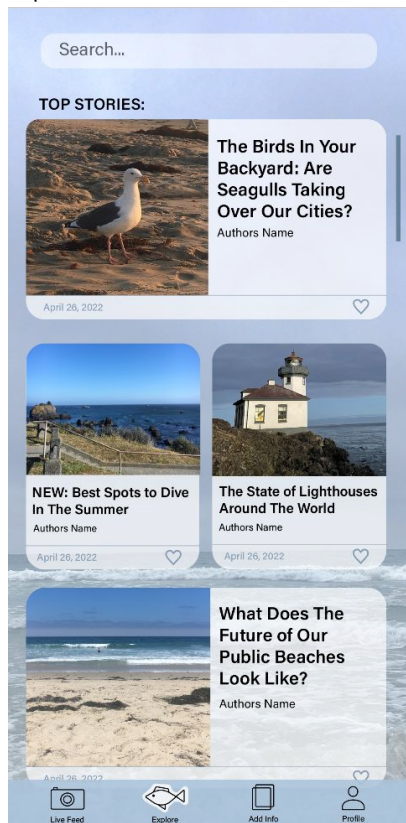 Search...
TOP STORIES:
The Birds In Your
Backyard: Are
Seagulls Taking
Over Our Cities?
Authors Name
April 26, 2022
NEW: Best Spots to Dive
In The Summer
Authors Name
April 26, 2022
The State of Lighthouses
Around The World
Authors Name
April 26, 2022
What Does The
Future of Our
Public Beaches
Look Like?
Authors Name
April 26, 2022
Live Feed
Explore
Add Info
Profile